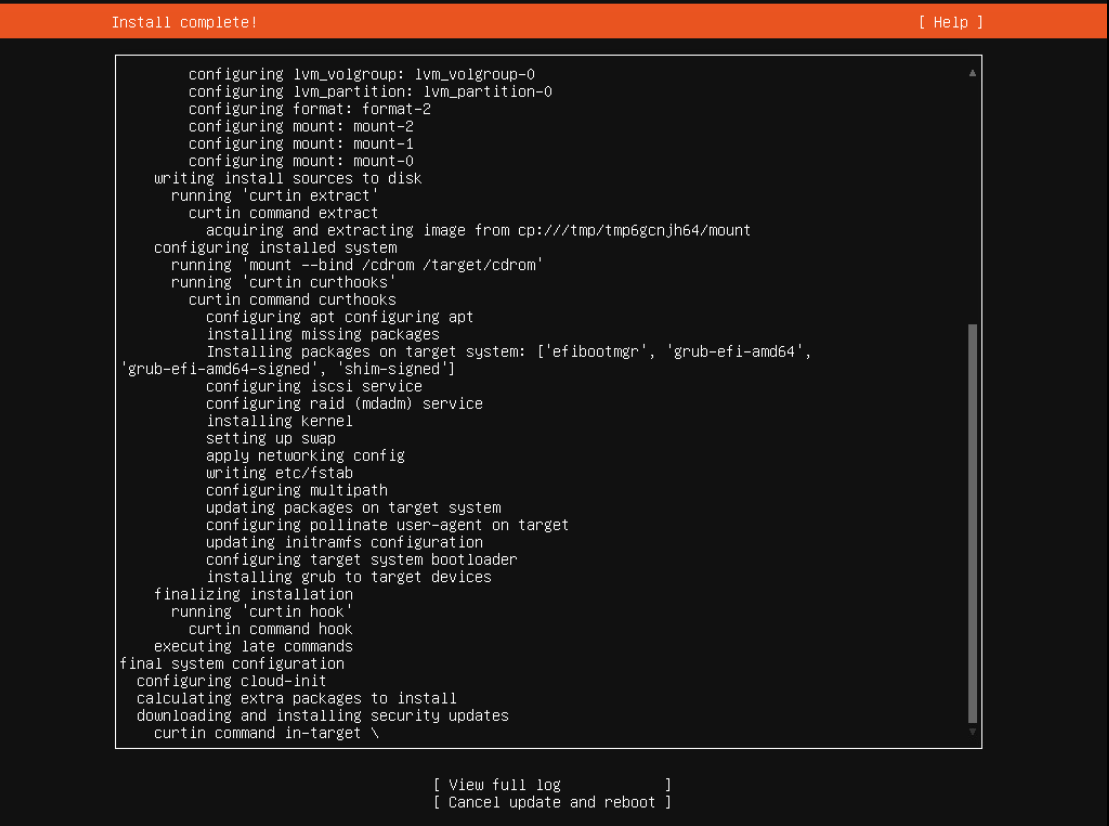 Install complete!
[ Help ]
configuring lvm_volgroup: lvm_volgroup-0
configuring lvm_partition: lvm_partition-0
configuring format: format-2
configuring mount: mount-2
configuring mount: mount-1
configuring mount: mount-0
writing install sources to disk
running 'curtin extract'
curtin command extract
acquiring and extracting image from cp:///tmp/tmp6gcnjh64/mount
configuring installed system
running 'mount --bind /cdrom /target/cdrom'
running 'curtin curthooks'
curtin command curthooks
configuring apt configuring apt
installing missing packages
Installing packages on target system: ['efibootmgr', 'grub-efi-amd64',
'grub-efi-amd64-signed', 'shim-signed']
configuring iscsi service
configuring raid (mdadm) service
installing kernel
setting up swap
apply networking config
writing etc/fstab
configuring multipath
updating packages on target system
configuring pollinate user-agent on target
updating initramfs configuration
configuring target system bootloader
installing grub to target devices
finalizing installation
running 'curtin hook'
curtin command hook
executing late commands
final system configuration
configuring cloud-init
calculating extra packages to install
downloading and installing security updates
curtin command in-target \
[ View full log ]
[ Cancel update and reboot ]